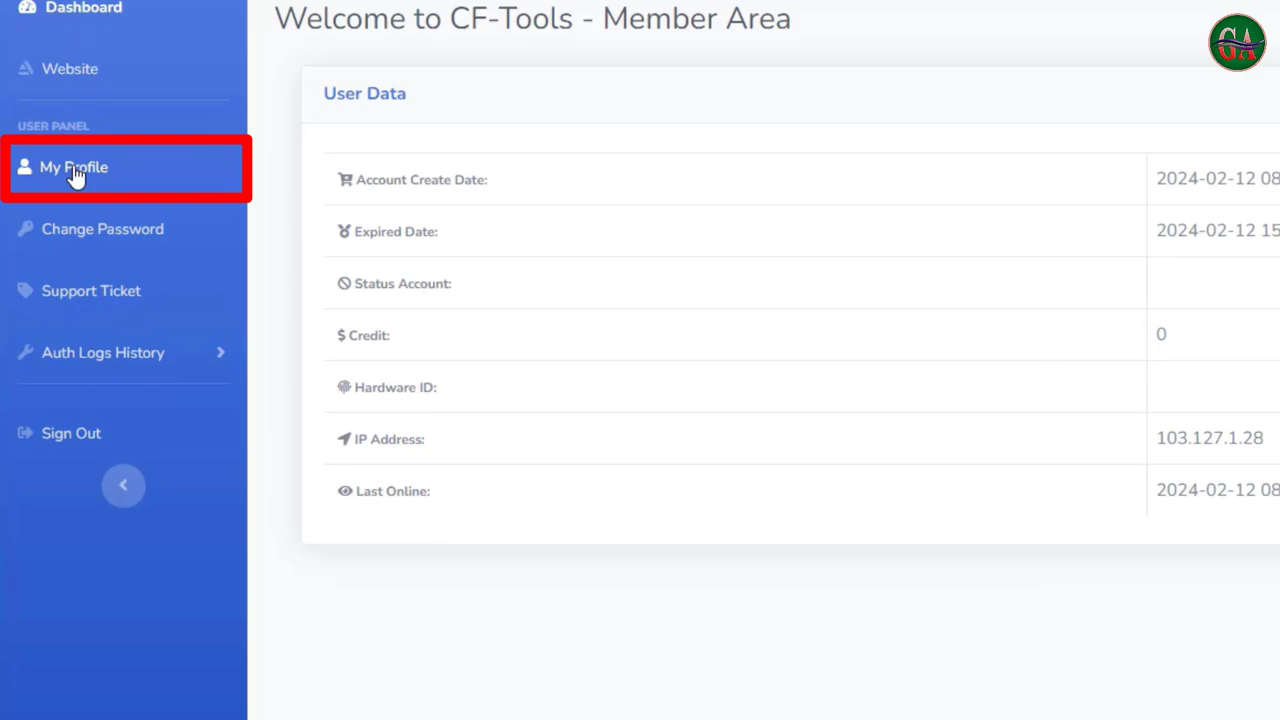 Dashboard
Welcome to CF-Tools - Member Area
GA
Website
User Data
USER PANEL
My Profile
Account Create Date: 2024-02-12 08
Change Password
Expired Date: 2024-02-12 15
Support Ticket
Status Account:
Credit: 0
Auth Logs History
Hardware ID:
Sign Out
IP Address: 103.127.1.28
Last Online: 2024-02-12 08